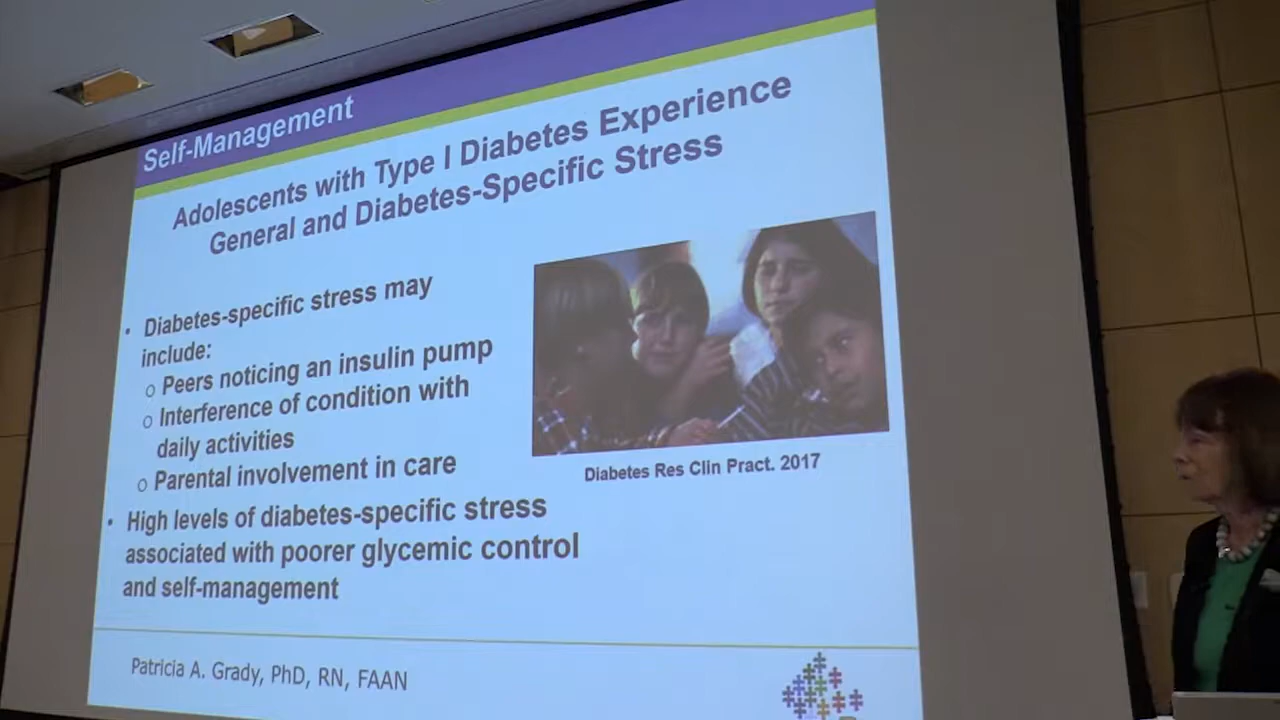 Self-Management
Adolescents with Type I Diabetes Experience
General and Diabetes-Specific Stress
• Diabetes-specific stress may
include:
o Peers noticing an insulin pump
o Interference of condition with
daily activities
o Parental involvement in care
• High levels of diabetes-specific stress
associated with poorer glycemic control
and self-management
Diabetes Res Clin Pract. 2017
Patricia A. Grady, PhD, RN, FAAN